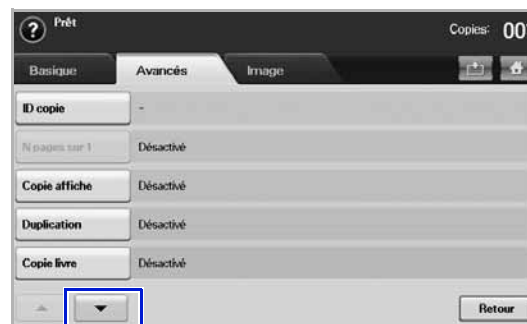 ? Prêt
Copies: 00
Basique Avancés Image
ID copie -
N pages sur 1 Désactivé
Copie affiche Désactivé
Duplication Désactivé
Copie livre Désactivé
Retour